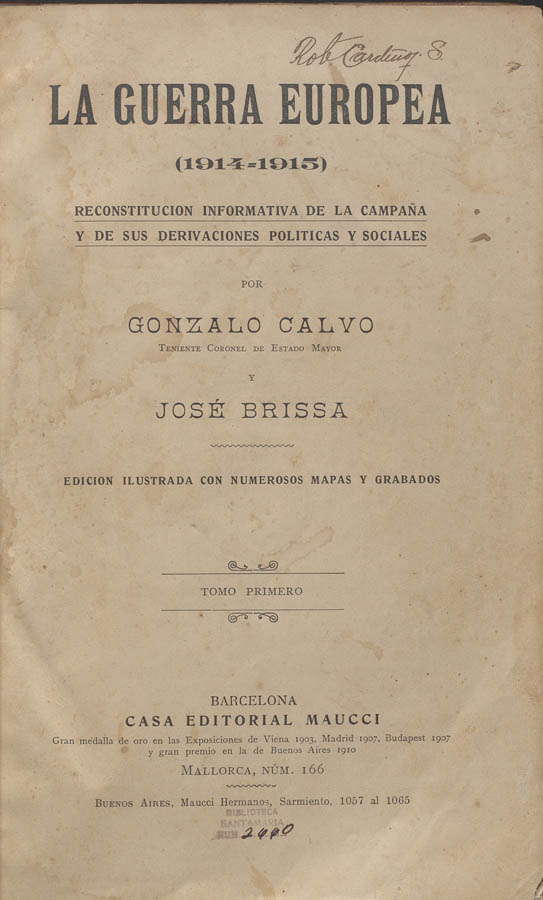 Robt Cardiny. S.
LA GUERRA EUROPEA
(1914-1915)
RECONSTITUCION INFORMATIVA DE LA CAMPAÑA
Y DE SUS DERIVACIONES POLITICAS Y SOCIALES
POR
GONZALO CALVO
TENIENTE CORONEL DE ESTADO MAYOR
Y
JOSÉ BRISSA
EDICION ILUSTRADA CON NUMEROSOS MAPAS Y GRABADOS
TOMO PRIMERO
BARCELONA
CASA EDITORIAL MAUCCI
Gran medalla de oro en las Exposiciones de Viena 1903, Madrid 1907, Budapest 1907
y gran premio en la de Buenos Aires 1910
MALLORCA, NÚM. 166
BUENOS AIRES, Maucci Hermanos, Sarmiento, 1057 al 1065
BIBLIOTECA
SANTAMARIA
NUM 2660